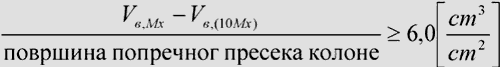 V_{в,Mx} − V_{в,(10Mx)}
површина попречног пресека колоне
≥ 6,0 [cm³ / cm²]